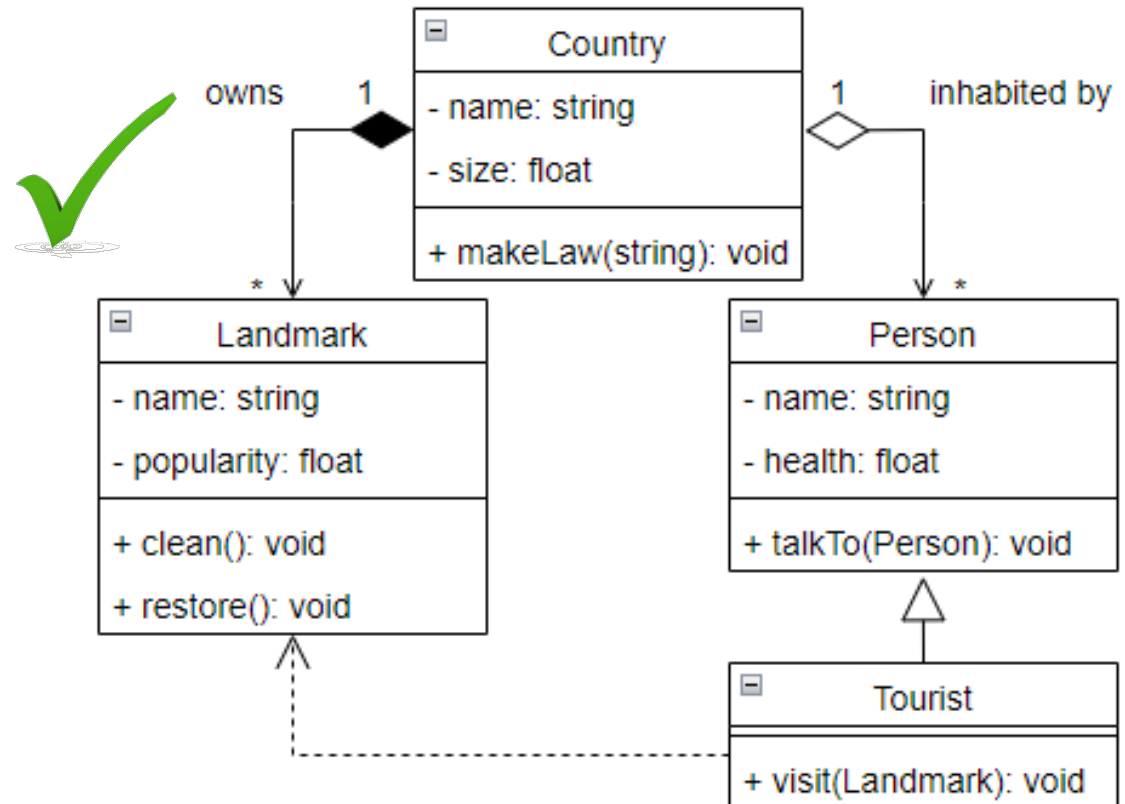 Country
owns 1
1 inhabited by
- name: string
- size: float
+ makeLaw(string): void
*
*
Landmark
- name: string
- popularity: float
+ clean(): void
+ restore(): void
Person
- name: string
- health: float
+ talkTo(Person): void
Tourist
+ visit(Landmark): void